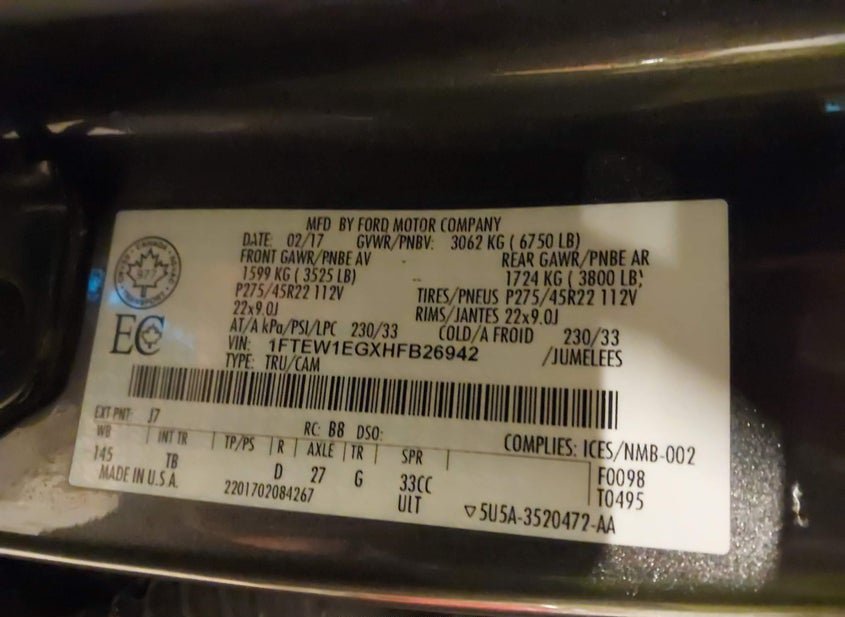 MFD BY FORD MOTOR COMPANY
DATE: 02/17 GVWR/PNBV: 3062 KG ( 6750 LB)
FRONT GAWR/PNBE AV REAR GAWR/PNBE AR
1599 KG ( 3525 LB) 1724 KG ( 3800 LB)
P275/45R22 112V TIRES/PNEUS P275/45R22 112V
22x9.0J RIMS/JANTES 22x9.0J
AT/A kPa/PSI/LPC 230/33 COLD/A FROID 230/33
VIN: 1FTEW1EGXHFB26942 /JUMELEES
TYPE: TRU/CAM
CANADA
977
EC
EXT PNT: J7 RC: B8 DSO: COMPLIES: ICES/NMB-002
WB INT TR TP/PS R AXLE TR SPR F0098
145 TB D 27 G 33CC T0495
MADE IN U.S.A. 2201702084267 ULT ▽5U5A-3520472-AA